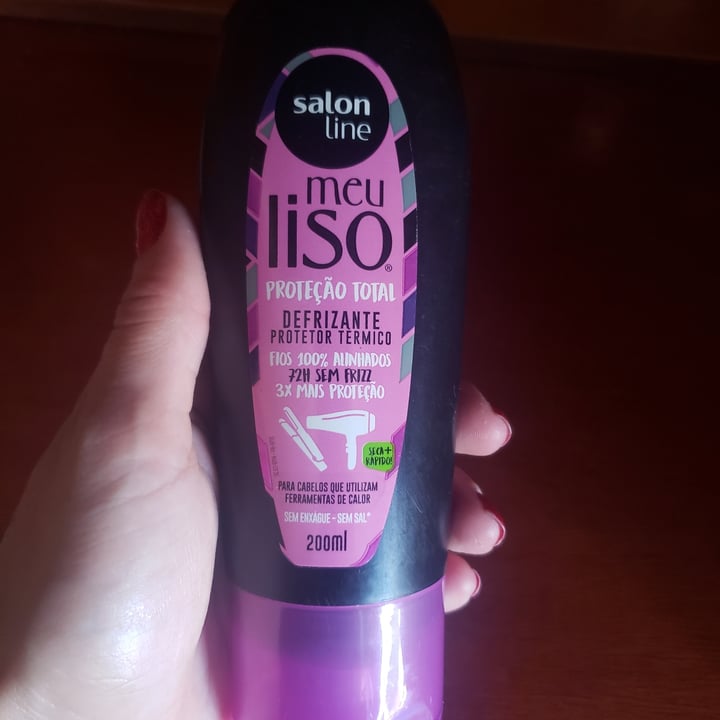 salon
line
meu
liso®
PROTEÇÃO TOTAL
DEFRIZANTE
PROTETOR TÉRMICO
FIOS 100% ALINHADOS
72H SEM FRIZZ
3X MAIS PROTEÇÃO
SECA+
RÁPIDO!
PARA CABELOS QUE UTILIZAM
FERRAMENTAS DE CALOR
SEM ENXÁGUE - SEM SAL*
200ml